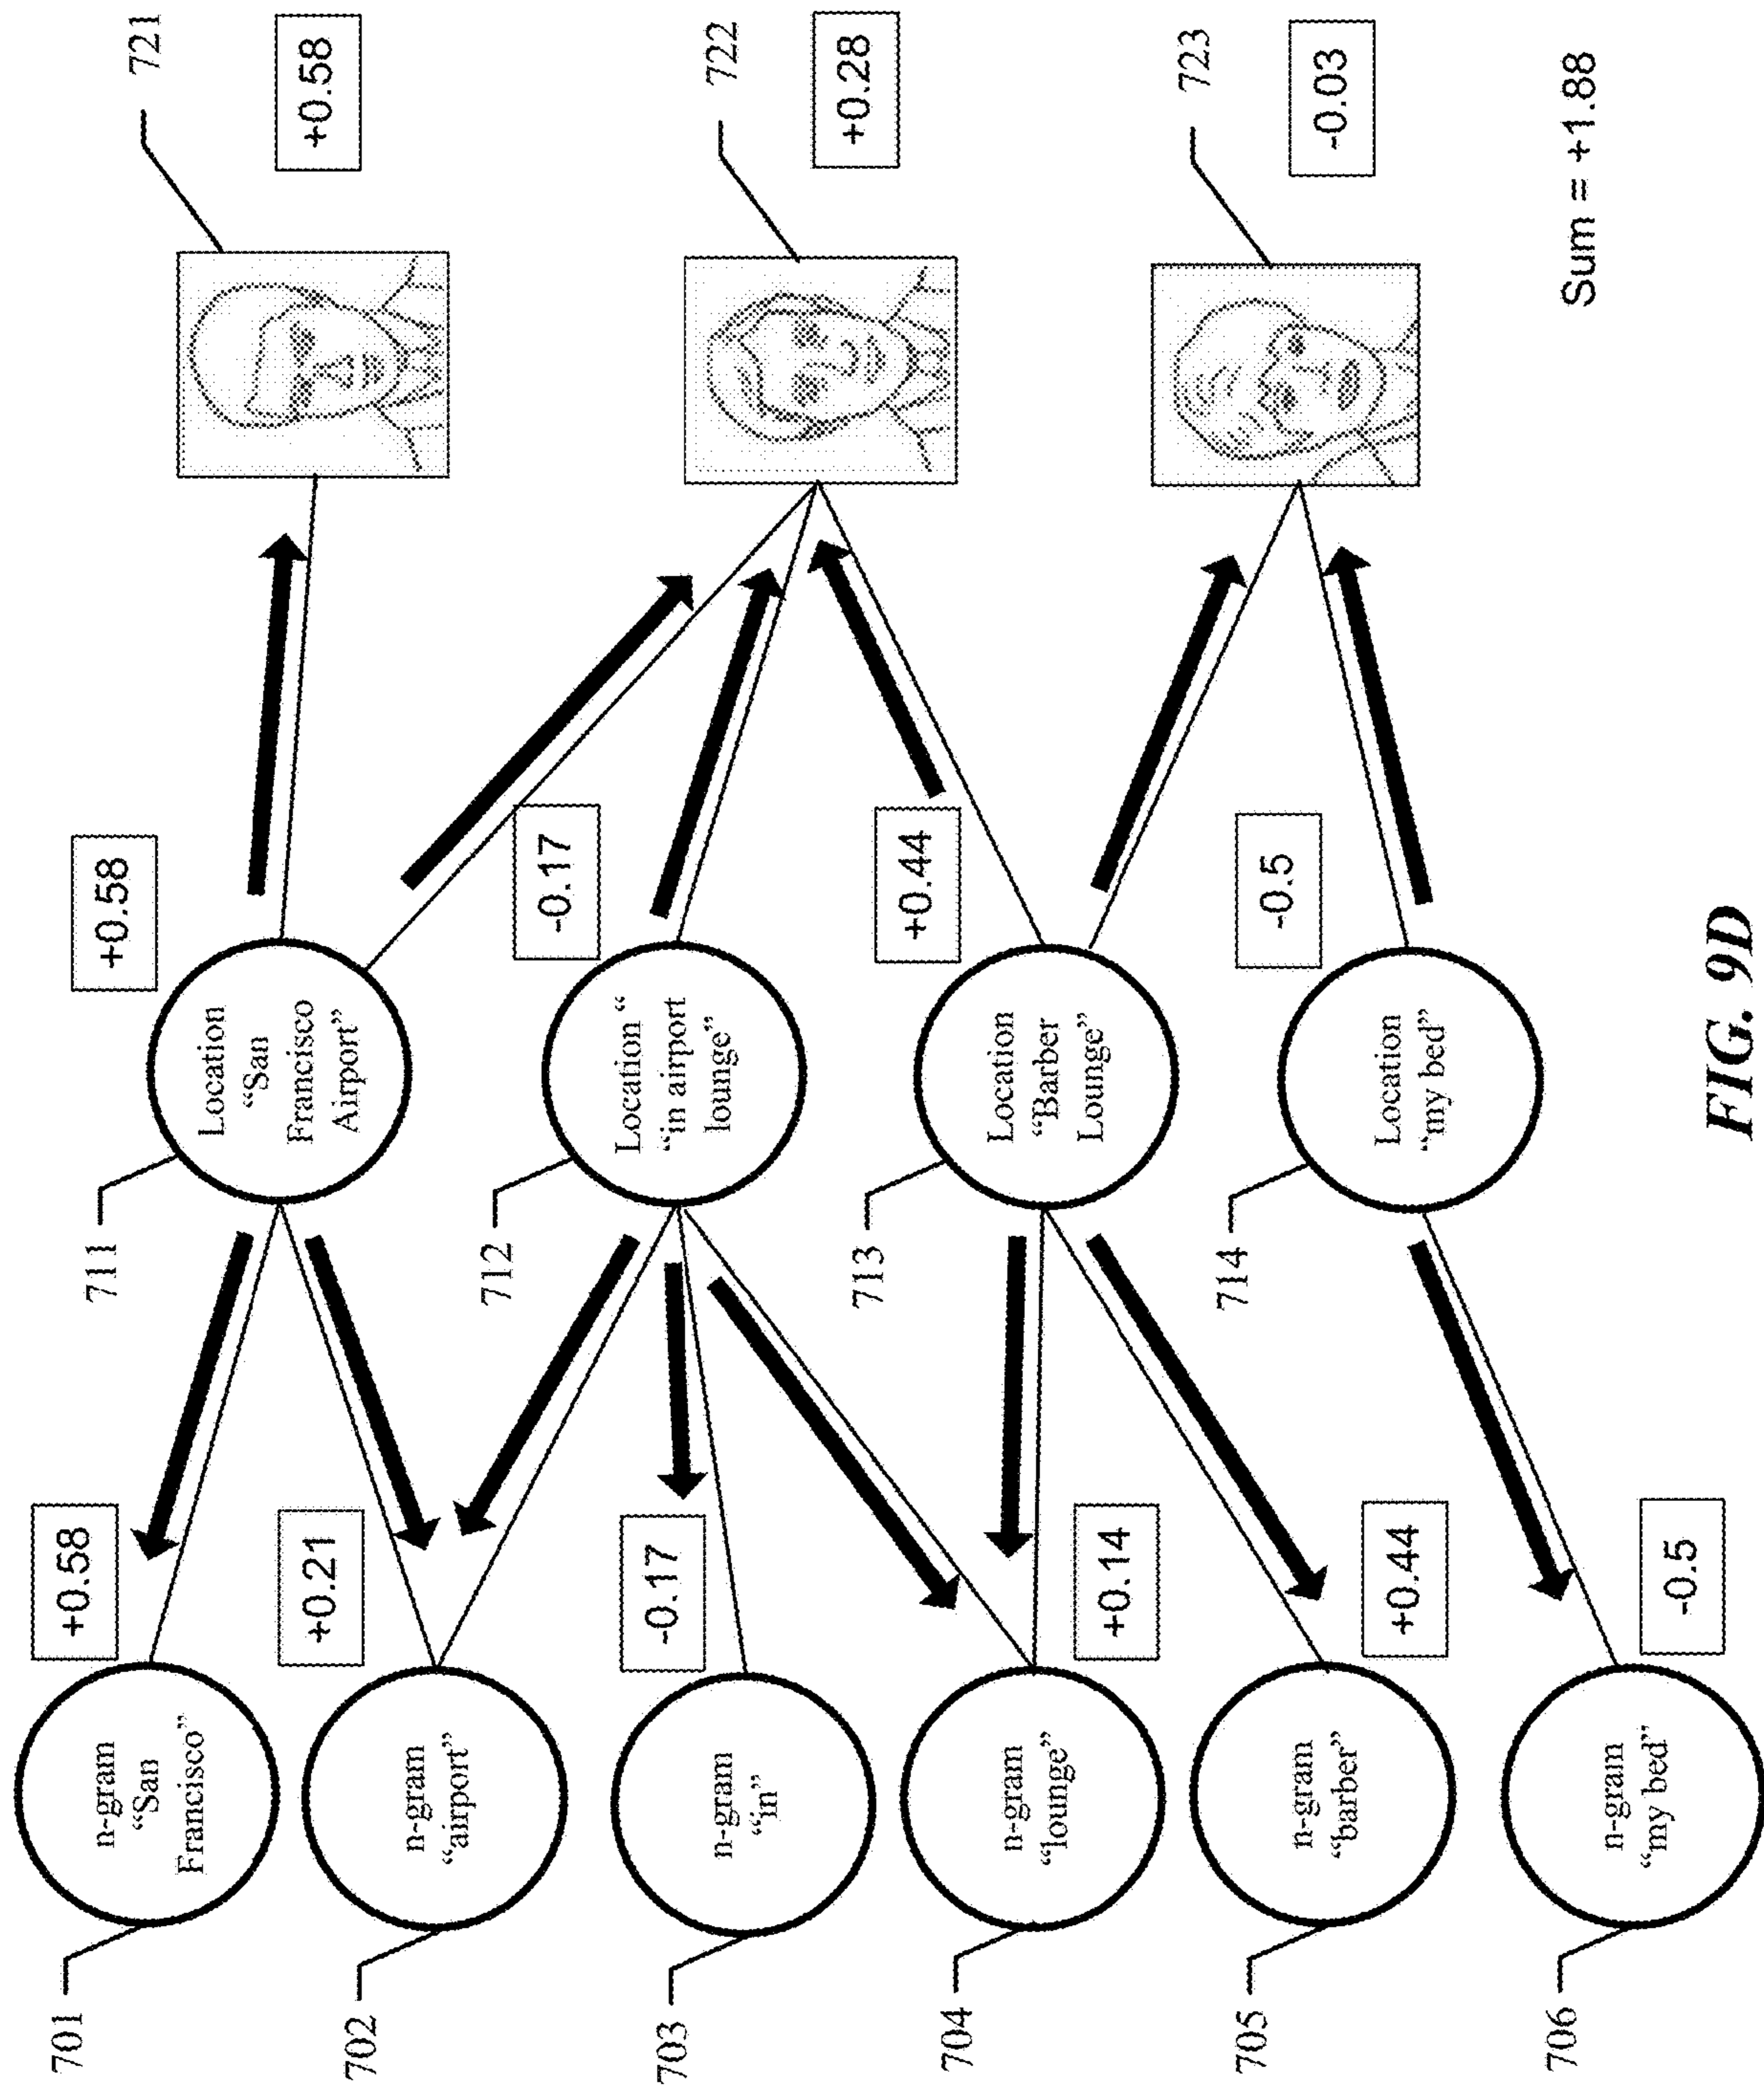 701
n-gram
“San
Francisco”
+0.58
702
n-gram
“airport”
+0.21
703
n-gram
“in”
-0.17
704
n-gram
“lounge”
+0.14
705
n-gram
“barber”
+0.44
706
n-gram
“my bed”
-0.5
711
Location
“San
Francisco
Airport”
+0.58
712
Location “
“in airport
lounge”
-0.17
713
Location
“Barber
Lounge”
+0.44
714
Location
“my bed”
-0.5
721
+0.58
722
+0.28
723
-0.03
Sum = +1.88
FIG. 9D